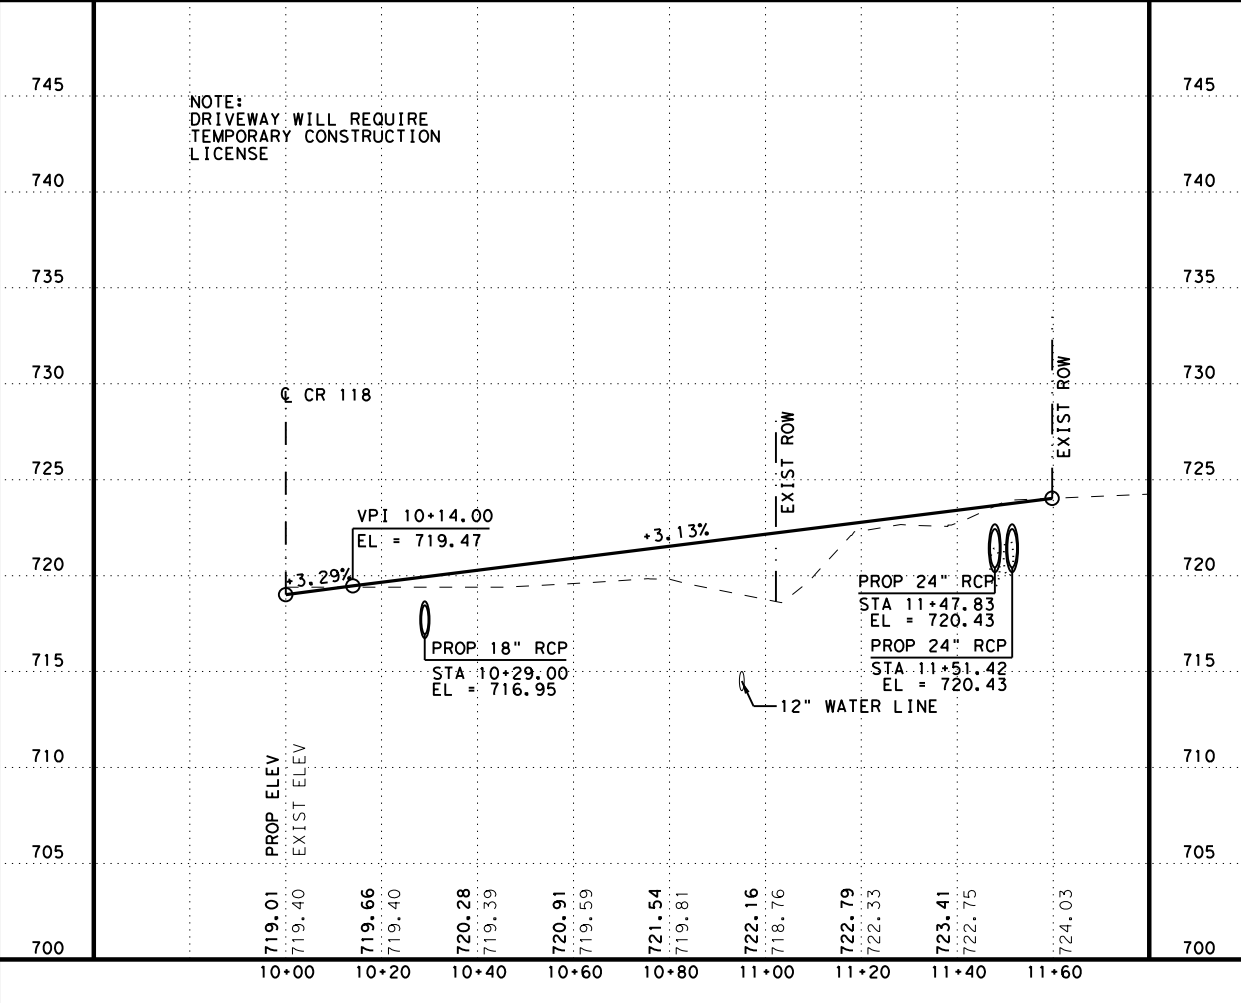 745
745
NOTE:
DRIVEWAY WILL REQUIRE
TEMPORARY CONSTRUCTION
LICENSE
740
740
735
735
730
730
℄ CR 118
EXIST ROW
EXIST ROW
725
725
VPI 10+14.00
EL = 719.47
+3.29%
+3.13%
720
720
PROP 24" RCP
STA 11+47.83
EL = 720.43
PROP 24" RCP
STA 11+51.42
EL = 720.43
PROP 18" RCP
STA 10+29.00
EL = 716.95
715
715
12" WATER LINE
710
710
PROP ELEV
EXIST ELEV
705
705
719.01
719.40
719.66
719.40
720.28
719.39
720.91
719.59
721.54
719.81
722.16
718.76
722.79
722.33
723.41
722.75
724.03
700
700
10+00 10+20 10+40 10+60 10+80 11+00 11+20 11+40 11+60